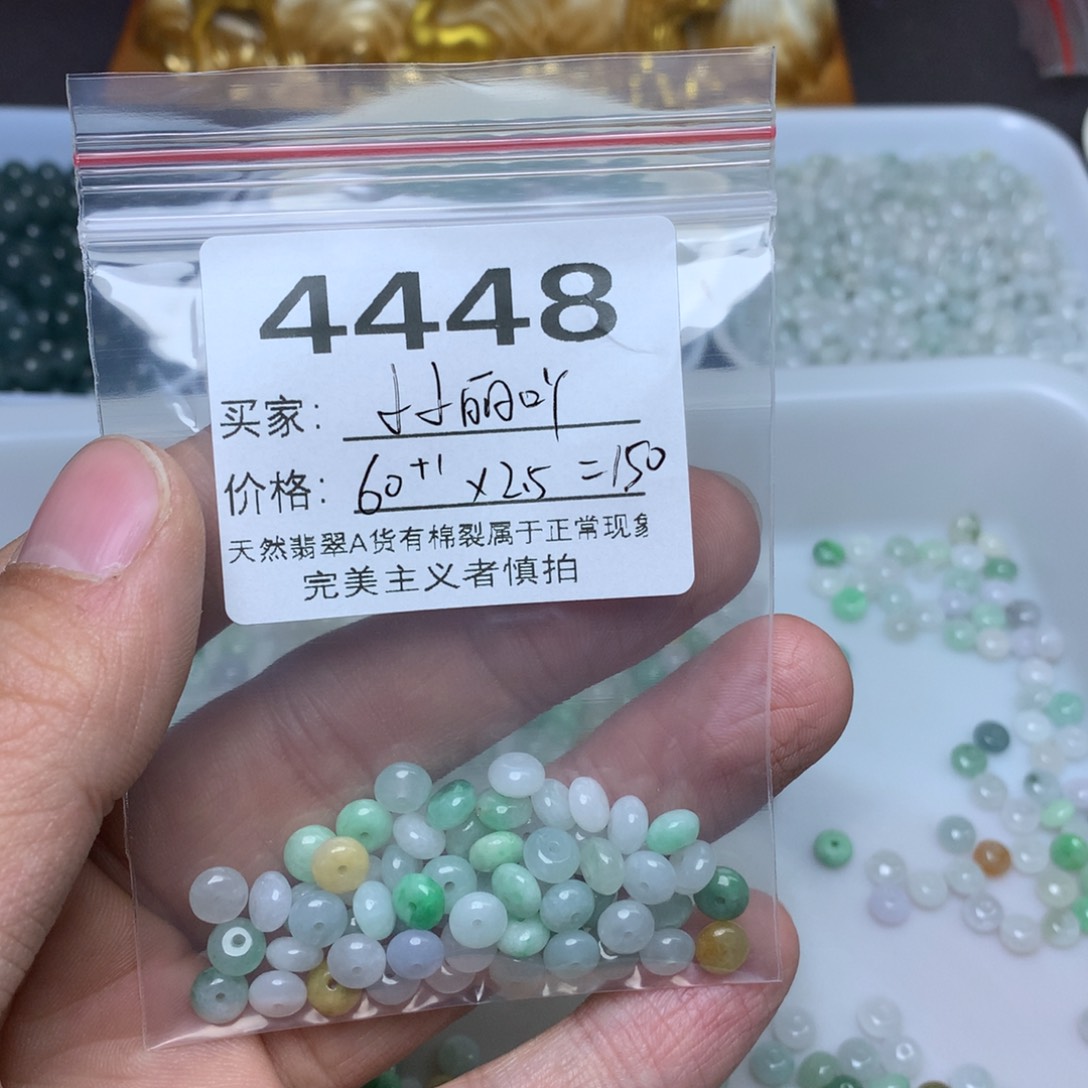 4448
买家：
价格：60+1 ×2.5 =150
天然翡翠A货有棉裂属于正常现象
完美主义者慎拍